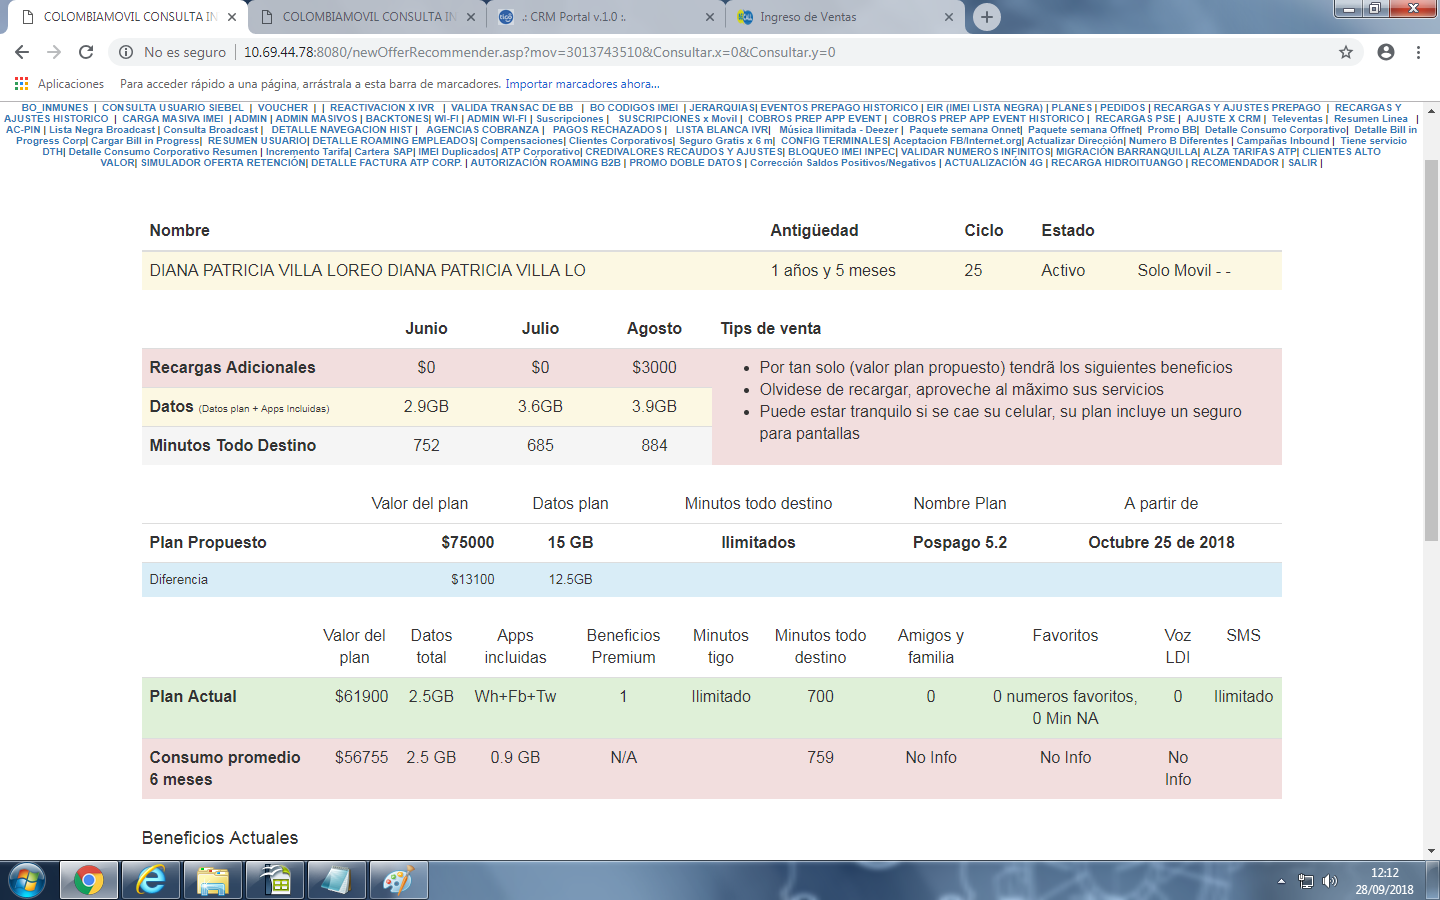 COLOMBIAMOVIL CONSULTA IN
COLOMBIAMOVIL CONSULTA IN
.: CRM Portal v.1.0 :.
Ingreso de Ventas
No es seguro | 10.69.44.78:8080/newOfferRecommender.asp?mov=3013743510&Consultar.x=0&Consultar.y=0
Aplicaciones Para acceder rápido a una página, arrástrala a esta barra de marcadores. Importar marcadores ahora...
BO_INMUNES | CONSULTA USUARIO SIEBEL | VOUCHER | | REACTIVACION X IVR | VALIDA TRANSAC DE BB | BO CODIGOS IMEI | JERARQUIAS| EVENTOS PREPAGO HISTORICO | EIR (IMEI LISTA NEGRA) | PLANES | PEDIDOS | RECARGAS Y AJUSTES PREPAGO | RECARGAS Y
AJUSTES HISTORICO | CARGA MASIVA IMEI | ADMIN | ADMIN MASIVOS | BACKTONES| WI-FI | ADMIN WI-FI | Suscripciones | SUSCRIPCIONES x Movil | COBROS PREP APP EVENT | COBROS PREP APP EVENT HISTORICO | RECARGAS PSE | AJUSTE X CRM | Televentas | Resumen Linea |
AC-PIN | Lista Negra Broadcast | Consulta Broadcast | DETALLE NAVEGACION HIST | AGENCIAS COBRANZA | PAGOS RECHAZADOS | LISTA BLANCA IVR| Música Ilimitada - Deezer | Paquete semana Onnet| Paquete semana Offnet| Promo BB| Detalle Consumo Corporativo| Detalle Bill in
Progress Corp| Cargar Bill in Progress| RESUMEN USUARIO| DETALLE ROAMING EMPLEADOS| Compensaciones| Clientes Corporativos| Seguro Gratis x 6 m| CONFIG TERMINALES| Aceptacion FB/Internet.org| Actualizar Dirección| Numero B Diferentes | Campañas Inbound | Tiene servicio
DTH| Detalle Consumo Corporativo Resumen | Incremento Tarifa| Cartera SAP| IMEI Duplicados| ATP Corporativo| CREDIVALORES RECAUDOS Y AJUSTES| BLOQUEO IMEI INPEC| VALIDAR NUMEROS INFINITOS| MIGRACIÓN BARRANQUILLA| ALZA TARIFAS ATP| CLIENTES ALTO
VALOR| SIMULADOR OFERTA RETENCIÓN| DETALLE FACTURA ATP CORP. | AUTORIZACIÓN ROAMING B2B | PROMO DOBLE DATOS | Corrección Saldos Positivos/Negativos | ACTUALIZACIÓN 4G | RECARGA HIDROITUANGO | RECOMENDADOR | SALIR |
Nombre Antigüedad Ciclo Estado
DIANA PATRICIA VILLA LOREO DIANA PATRICIA VILLA LO 1 años y 5 meses 25 Activo Solo Movil - -
Junio Julio Agosto Tips de venta
Recargas Adicionales $0 $0 $3000
Datos (Datos plan + Apps Incluidas) 2.9GB 3.6GB 3.9GB
Minutos Todo Destino 752 685 884
• Por tan solo (valor plan propuesto) tendrã los siguientes beneficios
• Olvidese de recargar, aproveche al mãximo sus servicios
• Puede estar tranquilo si se cae su celular, su plan incluye un seguro
para pantallas
Valor del plan Datos plan Minutos todo destino Nombre Plan A partir de
Plan Propuesto $75000 15 GB Ilimitados Pospago 5.2 Octubre 25 de 2018
Diferencia $13100 12.5GB
Valor del Datos Apps Beneficios Minutos Minutos todo Amigos y Favoritos Voz SMS
plan total incluidas Premium tigo destino familia LDI
Plan Actual $61900 2.5GB Wh+Fb+Tw 1 Ilimitado 700 0 0 numeros favoritos, 0 Ilimitado
0 Min NA
Consumo promedio $56755 2.5 GB 0.9 GB N/A 759 No Info No Info No
6 meses Info
Beneficios Actuales
12:12
28/09/2018